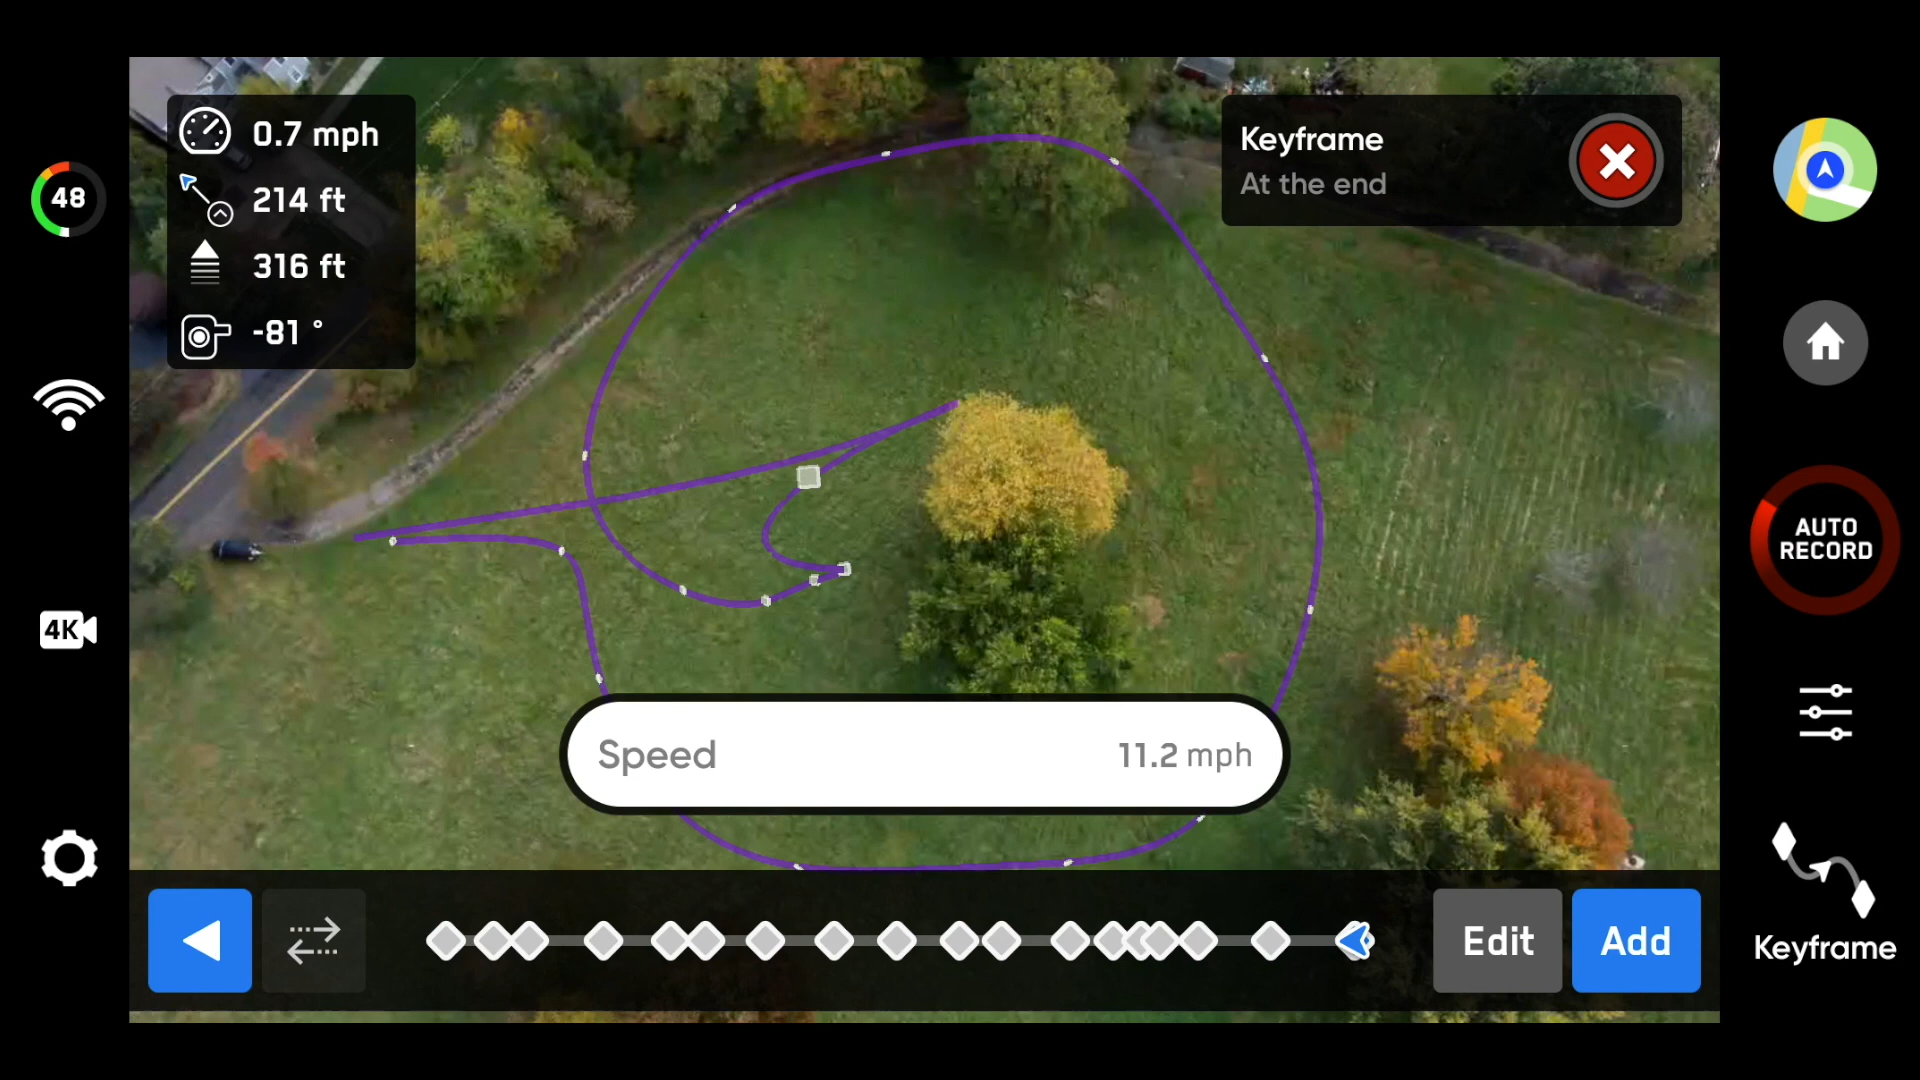 0.7 mph
214 ft
316 ft
-81 °
Keyframe
At the end
48
4K
AUTO
RECORD
Speed 11.2 mph
Edit
Add
Keyframe